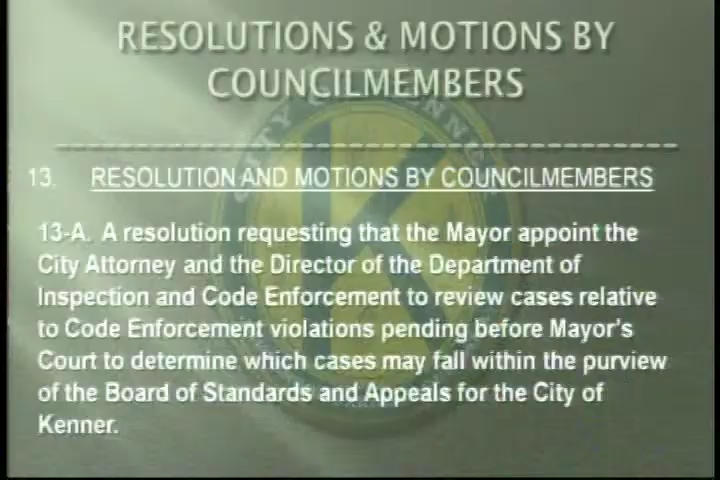 RESOLUTIONS & MOTIONS BY
COUNCILMEMBERS
13. RESOLUTION AND MOTIONS BY COUNCILMEMBERS
13-A. A resolution requesting that the Mayor appoint the
City Attorney and the Director of the Department of
Inspection and Code Enforcement to review cases relative
to Code Enforcement violations pending before Mayor's
Court to determine which cases may fall within the purview
of the Board of Standards and Appeals for the City of
Kenner.